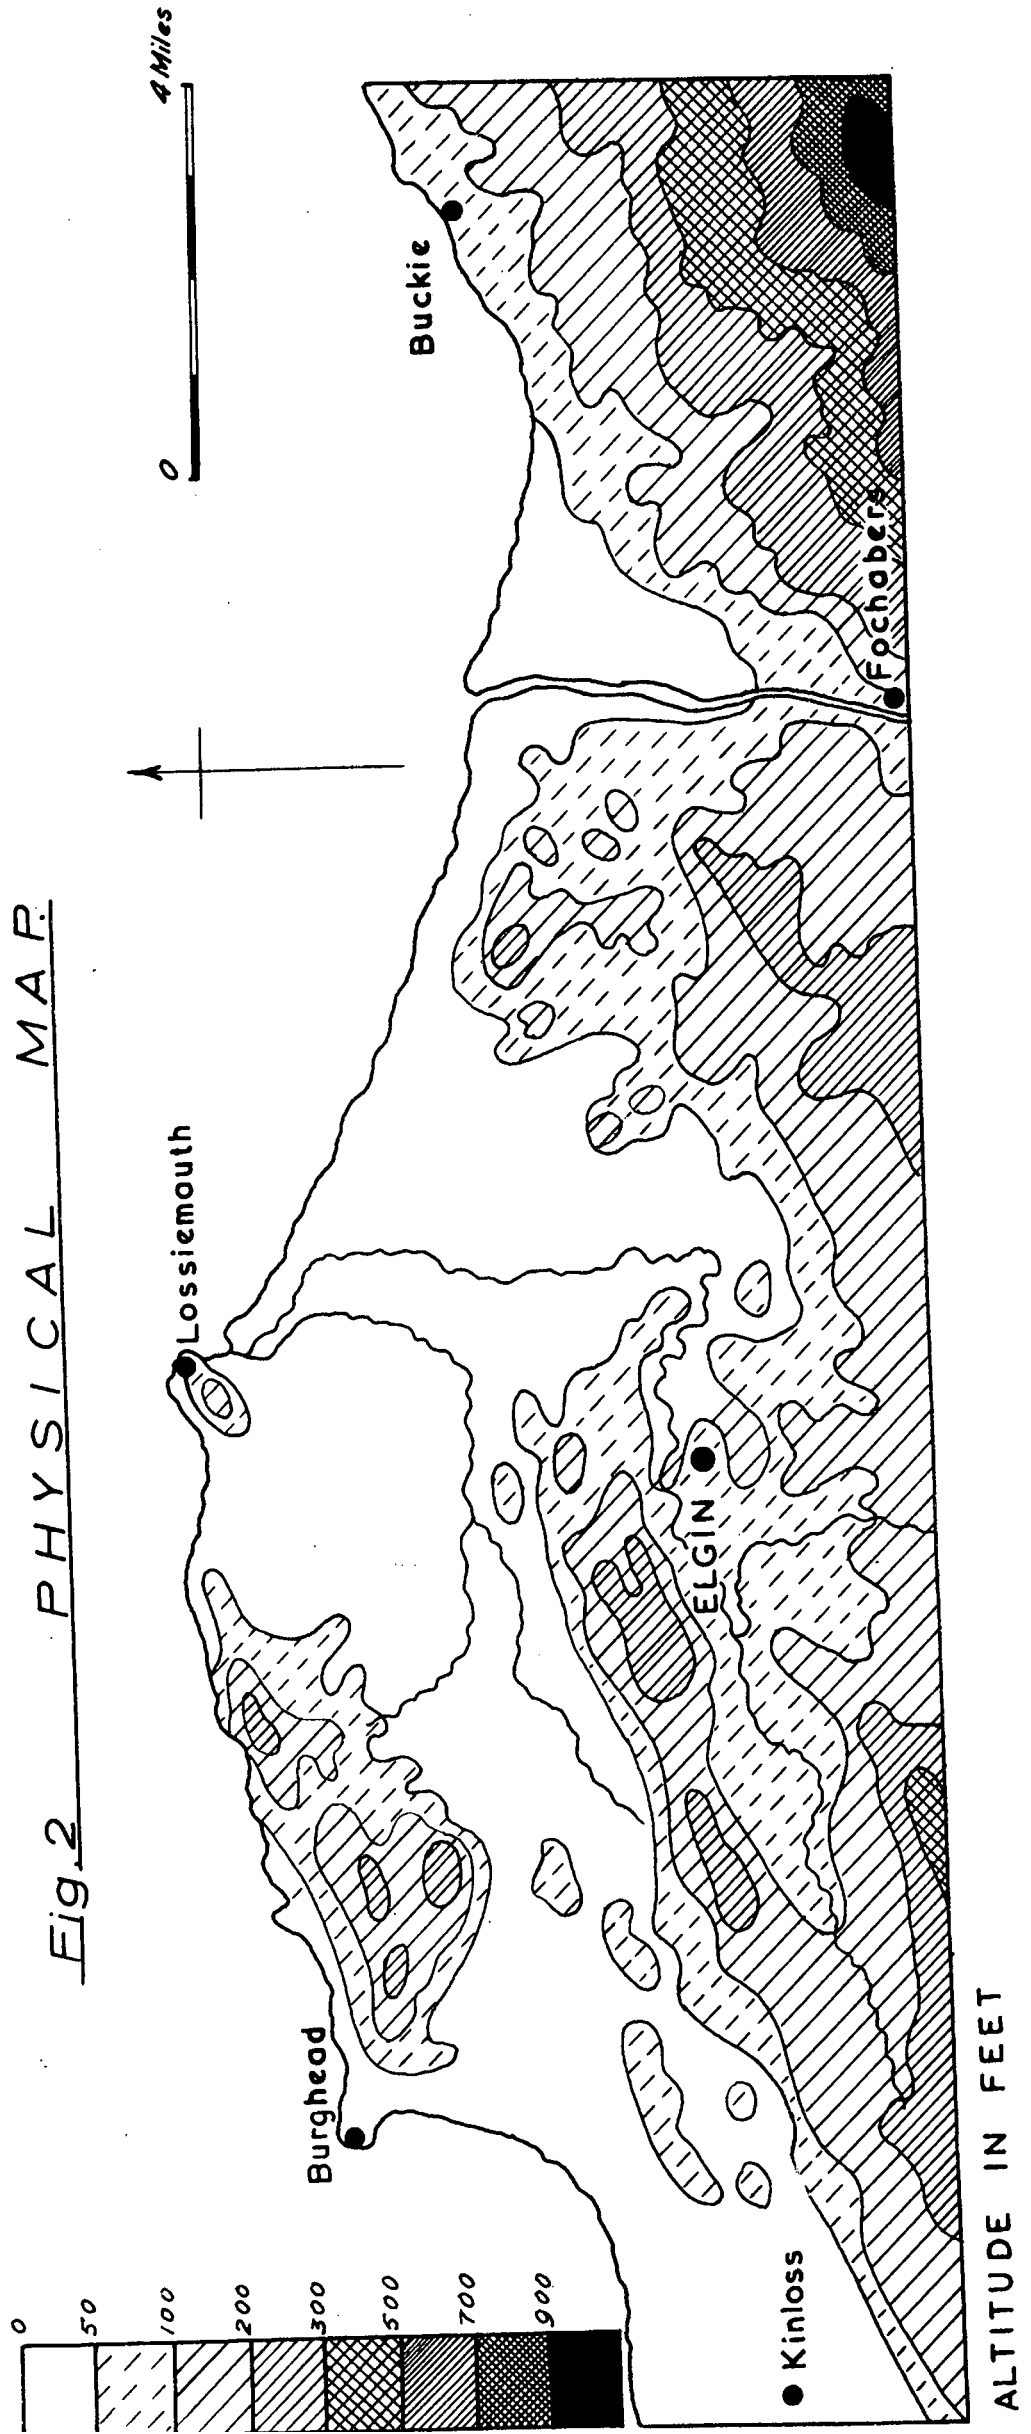 Fig. 2 PHYSICAL MAP.
0
4 Miles
Lossiemouth
Buckie
Burghead
ELGIN
Fochabers
Kinloss
0
50
100
200
300
500
700
900
ALTITUDE IN FEET